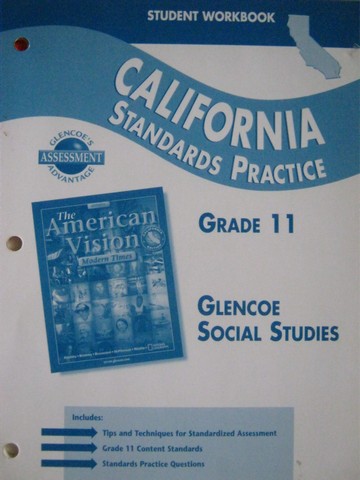 STUDENT WORKBOOK
CALIFORNIA
STANDARDS PRACTICE
GLENCOE'S
ASSESSMENT
ADVANTAGE
GRADE 11
The
American
Vision
Modern Times
GLENCOE
SOCIAL STUDIES
Includes:
Tips and Techniques for Standardized Assessment
Grade 11 Content Standards
Standards Practice Questions